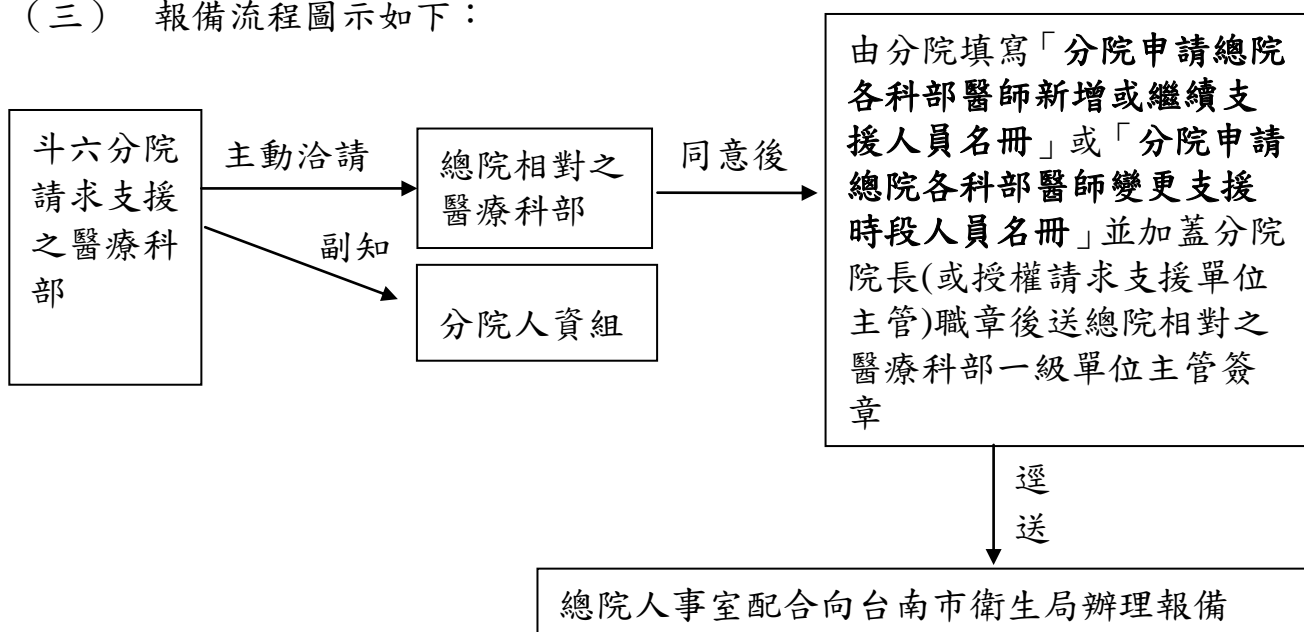 （三） 報備流程圖示如下：
斗六分院
請求支援
之醫療科
部
主動洽請
副知
總院相對之
醫療科部
分院人資組
同意後
由分院填寫「分院申請總院
各科部醫師新增或繼續支
援人員名冊」或「分院申請
總院各科部醫師變更支援
時段人員名冊」並加蓋分院
院長(或授權請求支援單位
主管)職章後送總院相對之
醫療科部一級單位主管簽
章
逕
送
總院人事室配合向台南市衛生局辦理報備